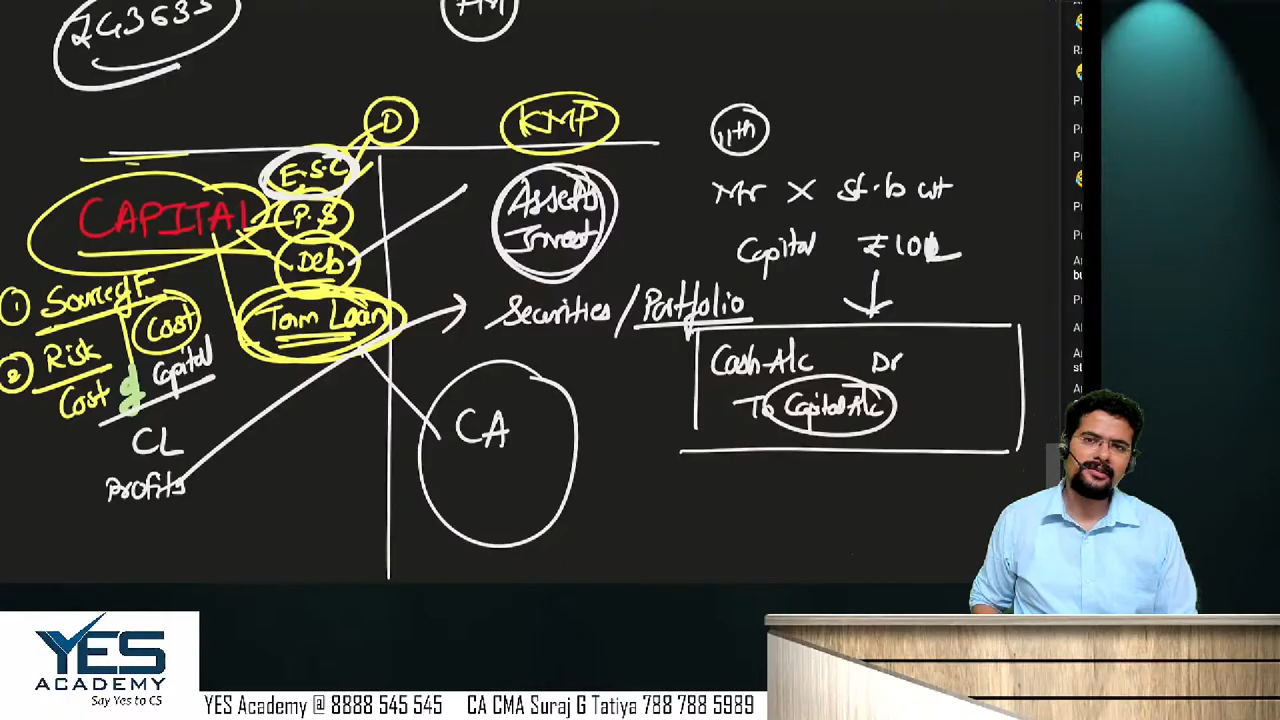 243633
FM
D
KMP
11th
CAPITAL
E.S.C
P.S
Deb
Term Loan
Assets
Invest
Securities / Portfolio
CA
① Source of F
② Risk
Cost
Cost of Capital
CL
Profits
Mr X st. b wt
Capital ₹ 10L
Cash A/c Dr
To Capital A/c
YES
ACADEMY
Say Yes to CS
YES Academy @ 8888 545 545 CA CMA Suraj G Tatiya 788 788 5989